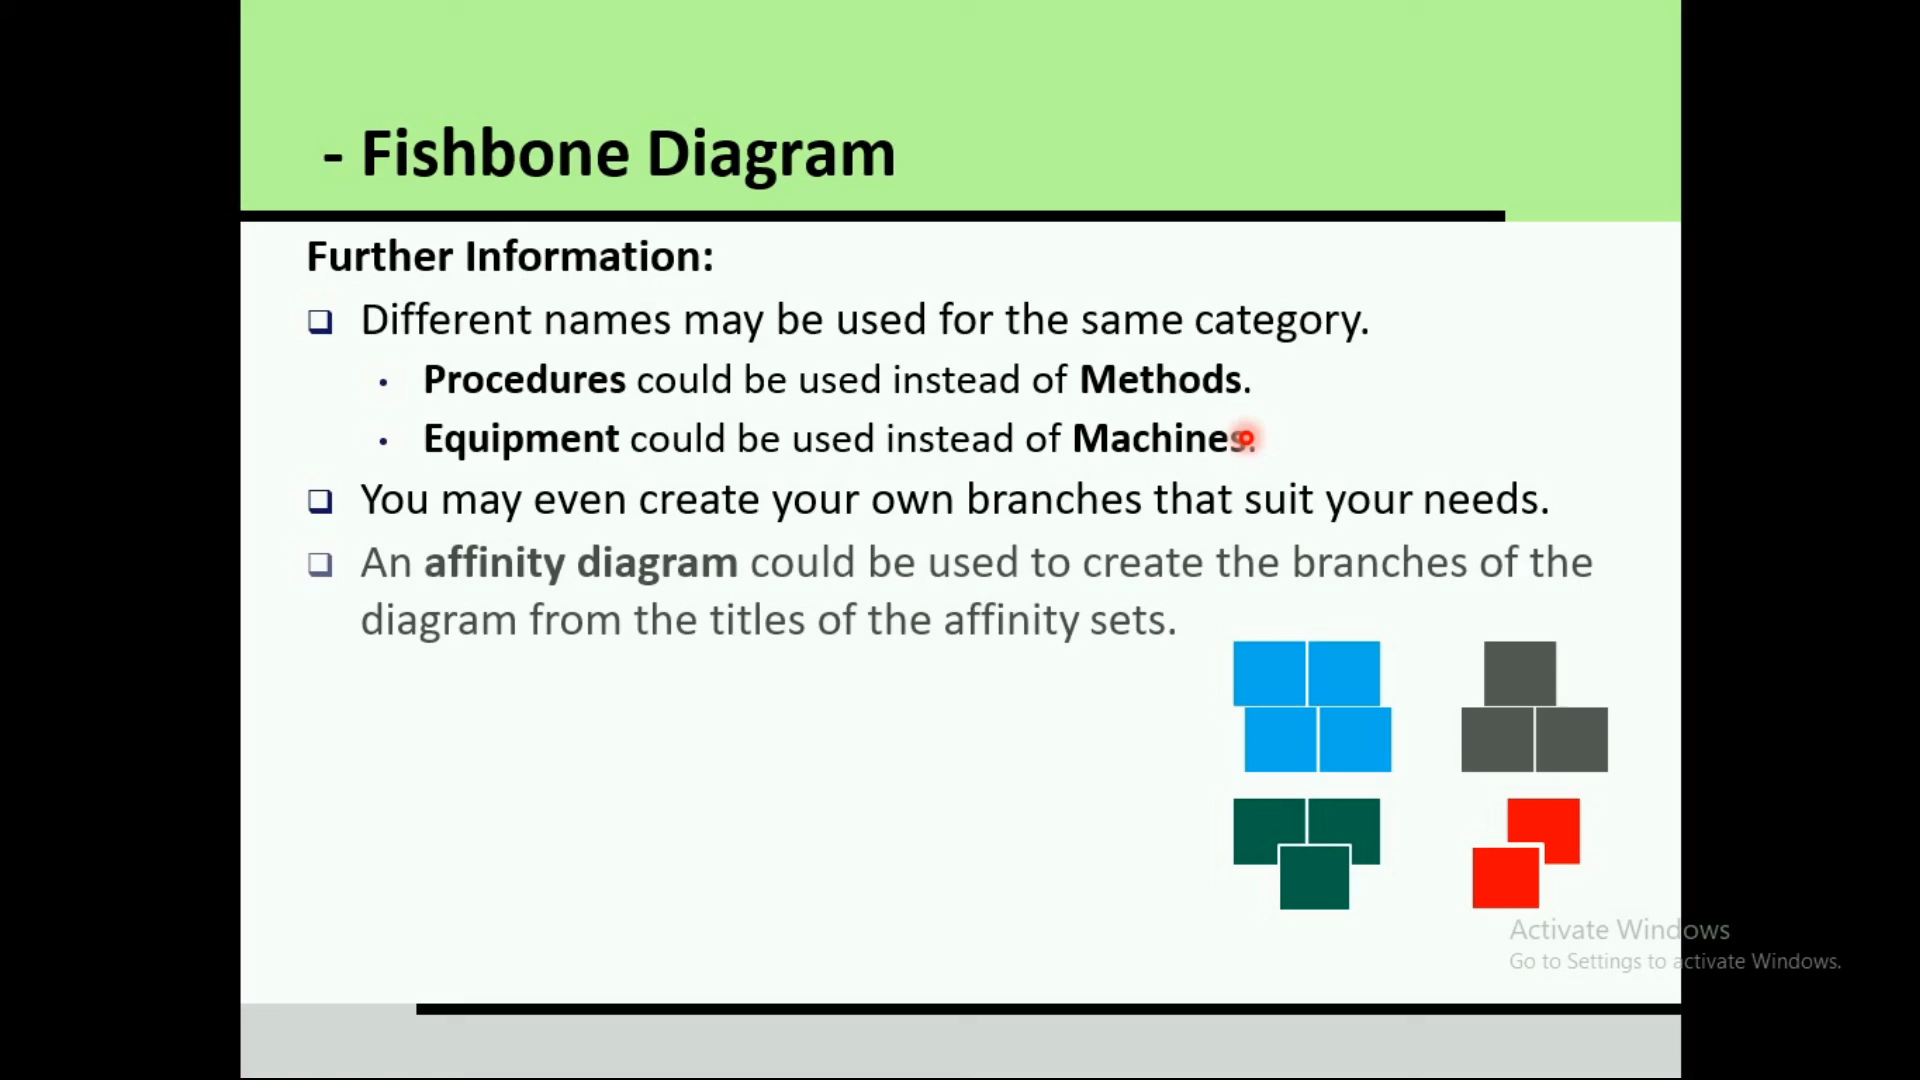 - Fishbone Diagram
Further Information:
❑ Different names may be used for the same category.
• Procedures could be used instead of Methods.
• Equipment could be used instead of Machines.
❑ You may even create your own branches that suit your needs.
❑ An affinity diagram could be used to create the branches of the
diagram from the titles of the affinity sets.
Activate Windows
Go to Settings to activate Windows.